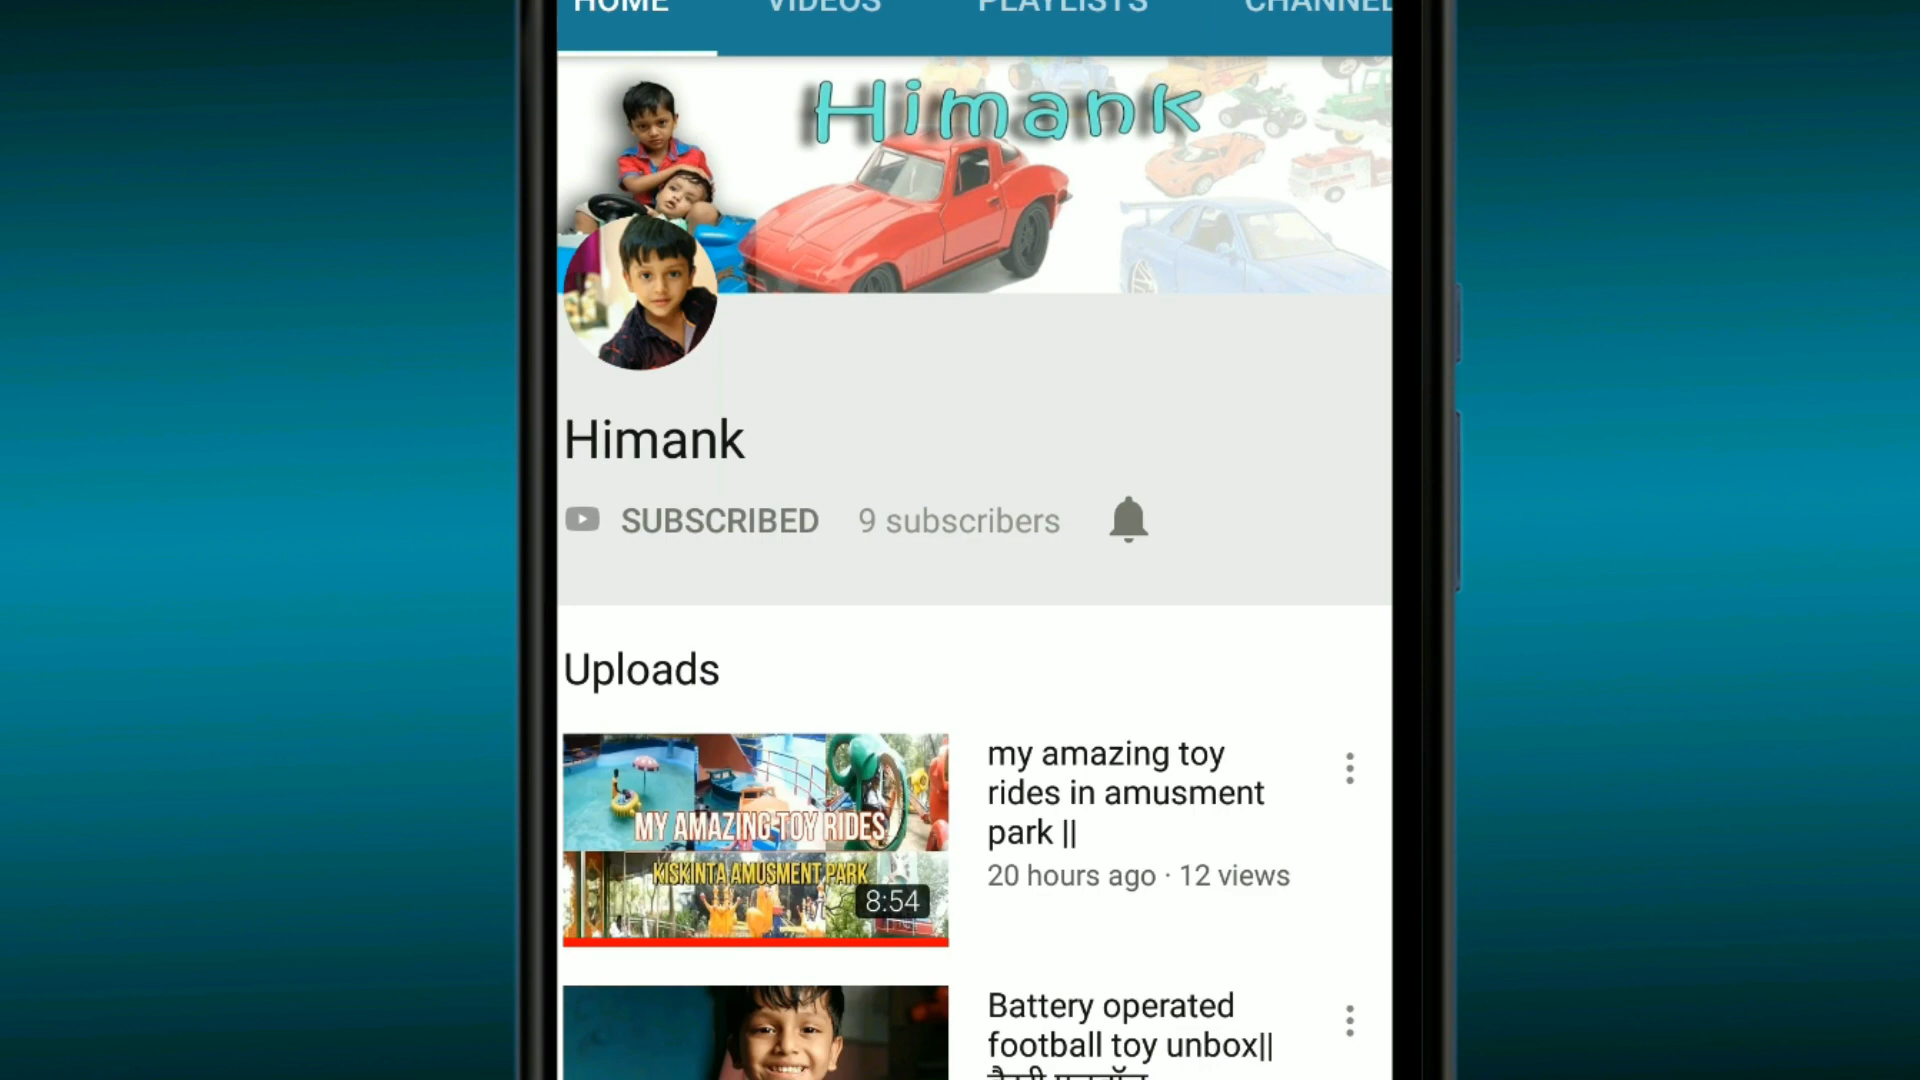 HOME VIDEOS PLAYLISTS CHANNEL
Himank
Himank
SUBSCRIBED 9 subscribers
Uploads
MY AMAZING TOY RIDES
KISKINTA AMUSMENT PARK
8:54
my amazing toy
rides in amusment
park ||
20 hours ago · 12 views
Battery operated
football toy unbox||